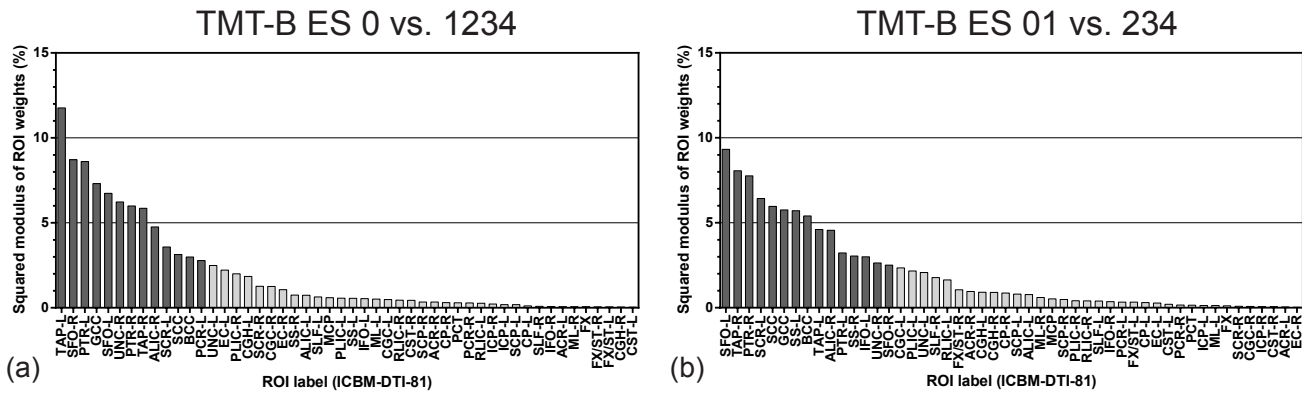 TMT-B ES 0 vs. 1234
Squared modulus of ROI weights (%)
15
10
5
0
TAP-L
SFO-R
PTR-L
GCC
SFO-L
UNC-R
PTR-R
TAP-R
ALIC-R
SCR-L
SCC
BCC
PCR-L
UNC-L
PLIC-R
CGH-L
SCR-R
CGC-R
EC-L
SS-R
ALIC-L
SLF-L
MICP
PLIC-L
SS-L
IFO-L
ML-L
CGC-L
RLIC-R
CST-R
SCP-R
ACR-R
CP-R
PCT
PCR-R
RLIC-L
ICP-R
ICP-L
SCP-L
CP-L
SLF-R
IFO-R
ACR-L
ML-R
FX
FX/ST-R
FX/ST-L
CGH-R
CST-L
ROI label (ICBM-DTI-81)
(a)
TMT-B ES 01 vs. 234
Squared modulus of ROI weights (%)
15
10
5
0
SFO-L
TAP-R
PTR-R
SCR-L
SCC
GCC
SS-L
BCC
TAP-L
ALIC-R
PTR-L
SS-R
IFO-L
UNC-R
SFO-R
CGC-L
PLIC-L
UNC-L
SLF-R
RLIC-L
FX/ST-R
ACR-R
CGH-L
CGH-R
CP-R
SCP-L
ALIC-L
ML-R
MICP
SCP-R
PLIC-R
RLIC-R
SLF-L
IFO-R
PCR-L
FX/ST-L
CP-L
EC-L
CST-L
PCR-R
PCT
ICP-L
ML-L
FX
SCR-R
CGC-R
ICP-R
CST-R
ACR-L
EC-R
ROI label (ICBM-DTI-81)
(b)